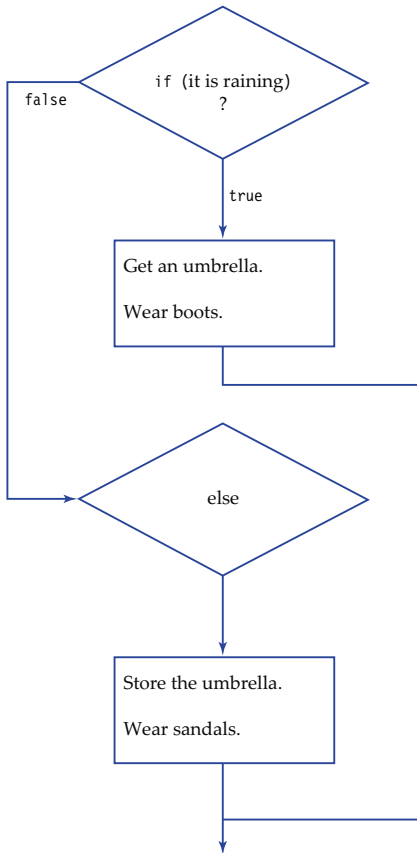 if (it is raining)
?
false
true
Get an umbrella.
Wear boots.
else
Store the umbrella.
Wear sandals.